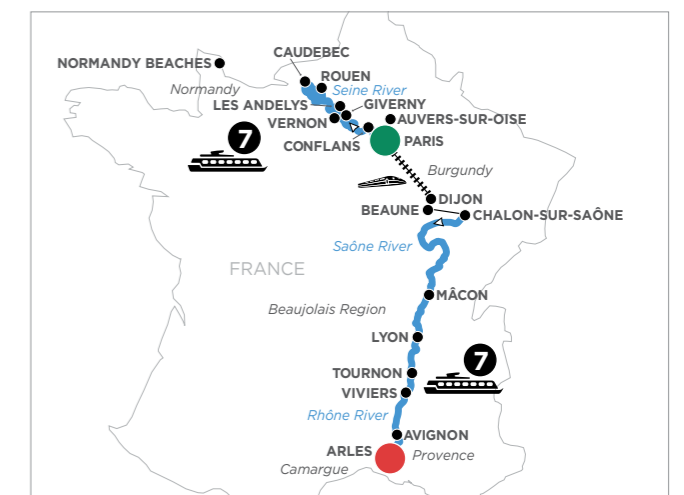 CAUDEBEC
NORMANDY BEACHES
ROUEN
Normandy
Seine River
LES ANDELYS
GIVERNY
VERNON
AUVERS-SUR-OISE
CONFLANS
PARIS
7
Burgundy
DIJON
BEAUNE
CHALON-SUR-SAÔNE
Saône River
FRANCE
MÂCON
Beaujolais Region
LYON
7
TOURNON
VIVIERS
Rhône River
AVIGNON
ARLES
Provence
Camargue